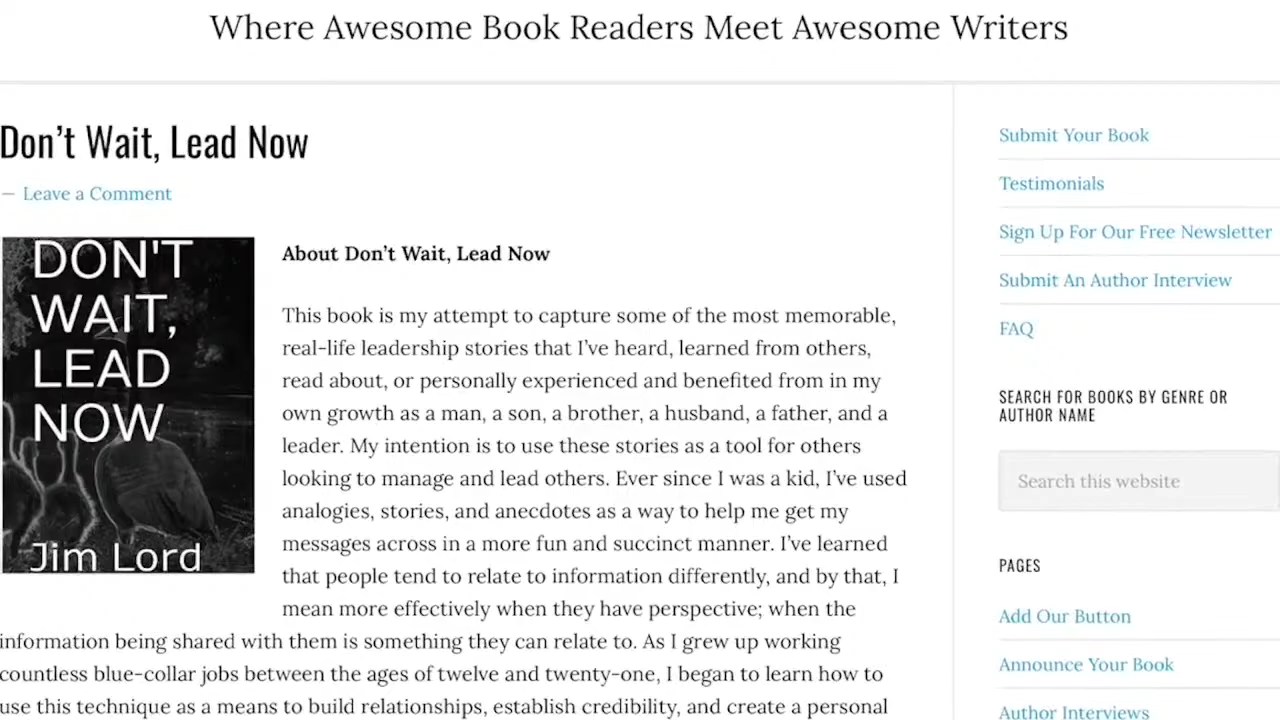 Where Awesome Book Readers Meet Awesome Writers
Don’t Wait, Lead Now
— Leave a Comment
DON'T
WAIT,
LEAD
NOW
Jim Lord
About Don’t Wait, Lead Now
This book is my attempt to capture some of the most memorable,
real-life leadership stories that I’ve heard, learned from others,
read about, or personally experienced and benefited from in my
own growth as a man, a son, a brother, a husband, a father, and a
leader. My intention is to use these stories as a tool for others
looking to manage and lead others. Ever since I was a kid, I’ve used
analogies, stories, and anecdotes as a way to help me get my
messages across in a more fun and succinct manner. I’ve learned
that people tend to relate to information differently, and by that, I
mean more effectively when they have perspective; when the
information being shared with them is something they can relate to. As I grew up working
countless blue-collar jobs between the ages of twelve and twenty-one, I began to learn how to
use this technique as a means to build relationships, establish credibility, and create a personal
Submit Your Book
Testimonials
Sign Up For Our Free Newsletter
Submit An Author Interview
FAQ
SEARCH FOR BOOKS BY GENRE OR
AUTHOR NAME
Search this website
PAGES
Add Our Button
Announce Your Book
Author Interviews